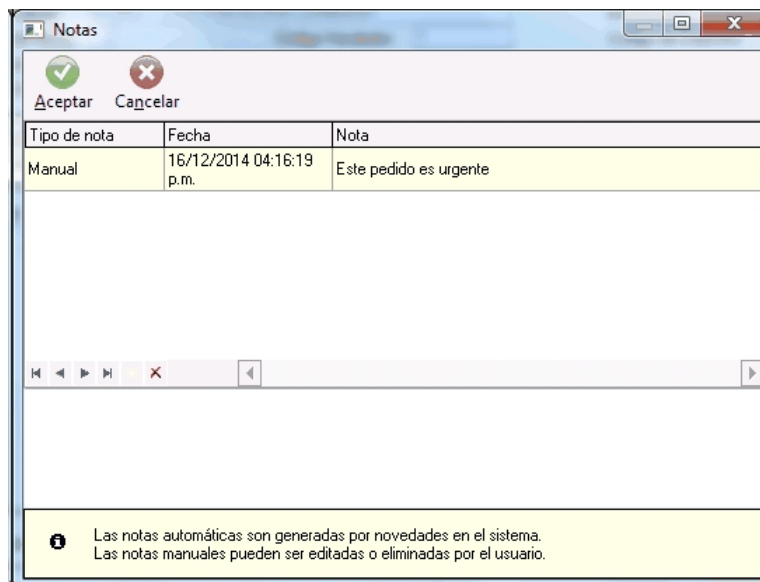 Notas
Aceptar Cancelar
Tipo de nota Fecha Nota
Manual 16/12/2014 04:16:19 p.m. Este pedido es urgente
Las notas automáticas son generadas por novedades en el sistema.
Las notas manuales pueden ser editadas o eliminadas por el usuario.